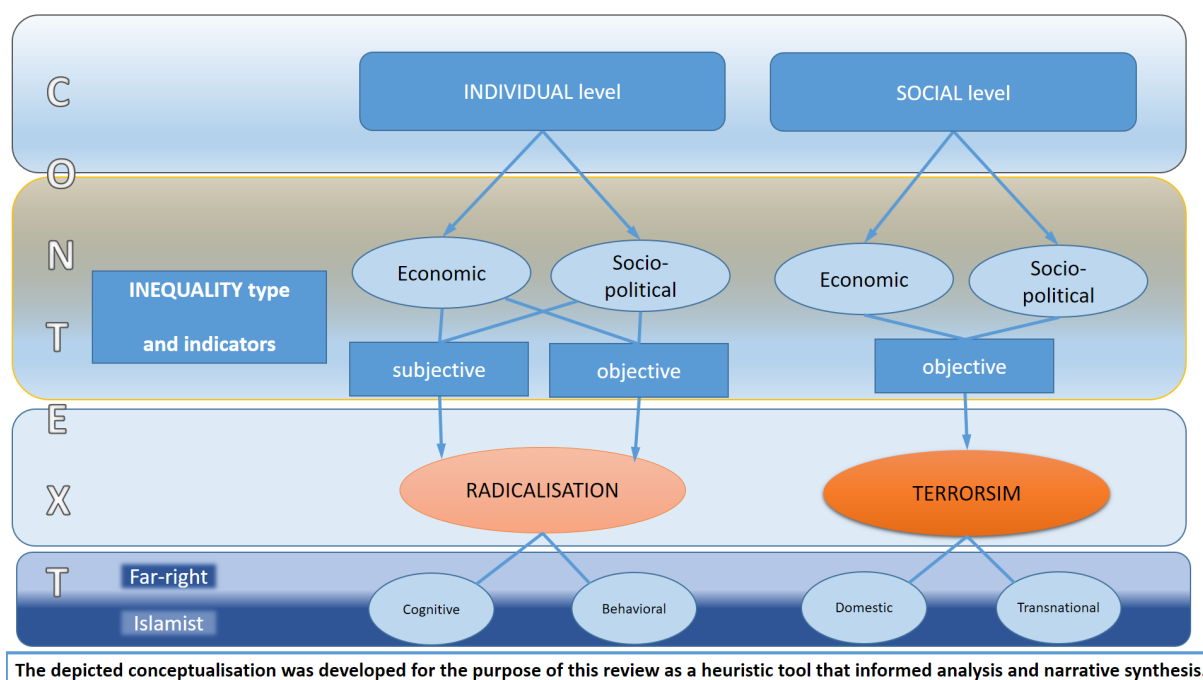 C
O
N
T
E
X
T
INDIVIDUAL level
SOCIAL level
Economic
Socio-
political
Economic
Socio-
political
INEQUALITY type
and indicators
subjective
objective
objective
RADICALISATION
TERRORSIM
Far-right
Islamist
Cognitive
Behavioral
Domestic
Transnational
The depicted conceptualisation was developed for the purpose of this review as a heuristic tool that informed analysis and narrative synthesis.